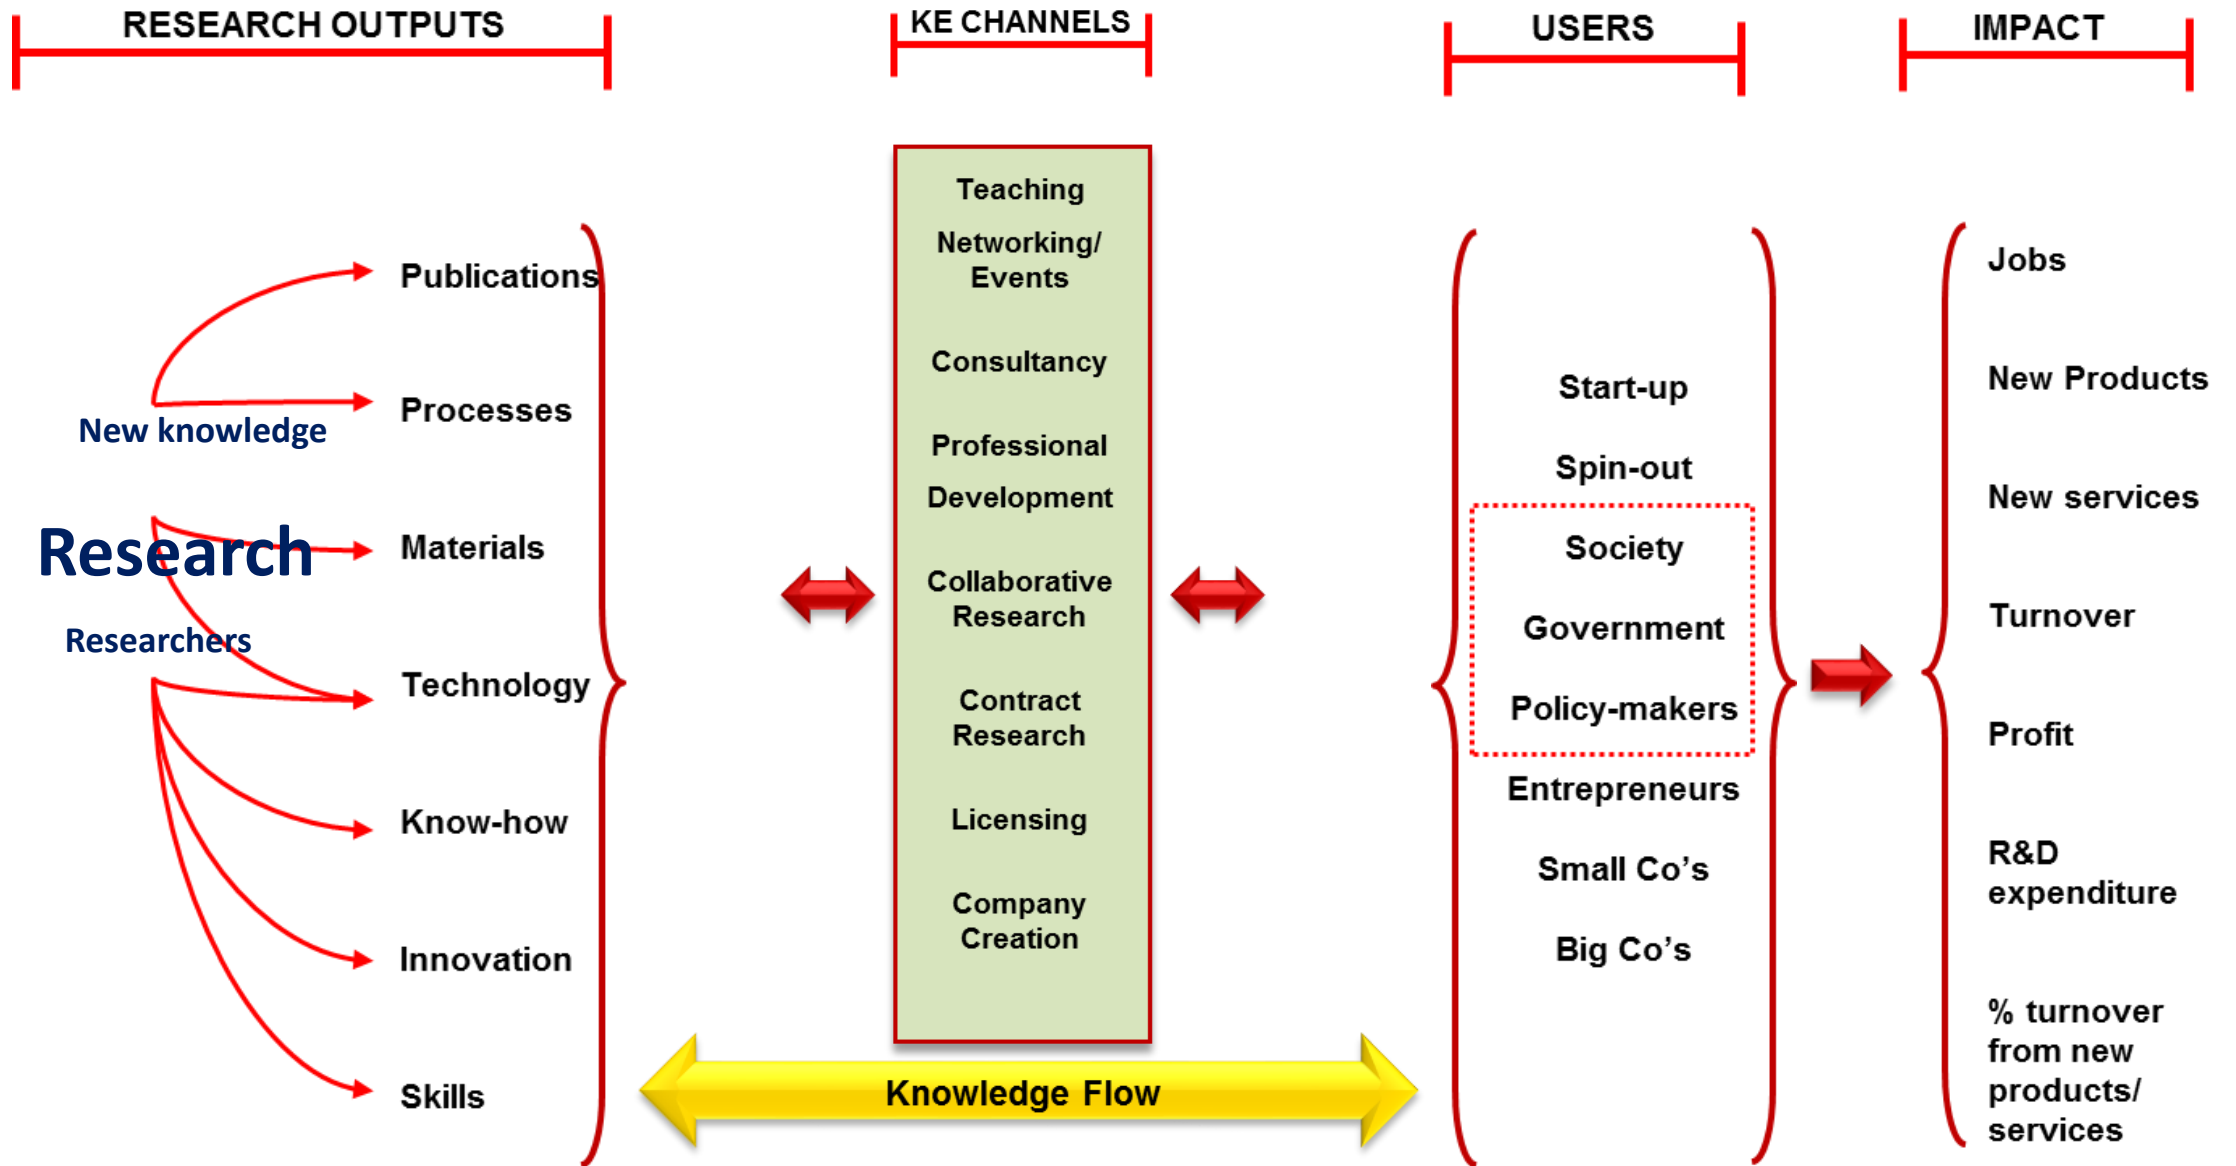 RESEARCH OUTPUTS
KE CHANNELS
USERS
IMPACT
New knowledge
Research
Researchers
Publications
Processes
Materials
Technology
Know-how
Innovation
Skills
Teaching
Networking/
Events
Consultancy
Professional
Development
Collaborative
Research
Contract
Research
Licensing
Company
Creation
Knowledge Flow
Start-up
Spin-out
Society
Government
Policy-makers
Entrepreneurs
Small Co’s
Big Co’s
Jobs
New Products
New services
Turnover
Profit
R&D
expenditure
% turnover
from new
products/
services